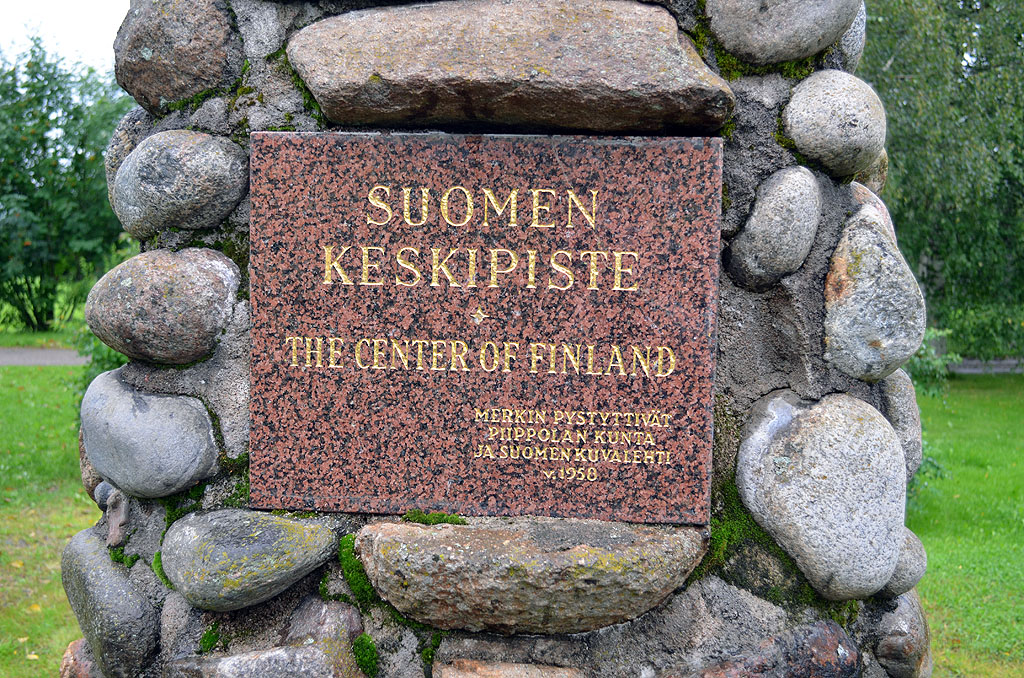 SUOMEN
KESKIPISTE
THE CENTER OF FINLAND
MERKIN PYSTYTTIVÄT
PIIPPOLAN KUNTA
JA SUOMEN KUVALEHTI
v.1958